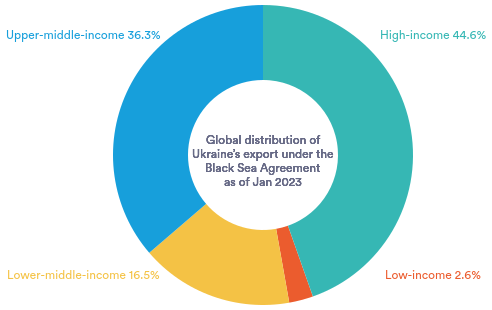 Upper-middle-income 36.3%
High-income 44.6%
Global distribution of
Ukraine's export under the
Black Sea Agreement
as of Jan 2023
Lower-middle-income 16.5%
Low-income 2.6%